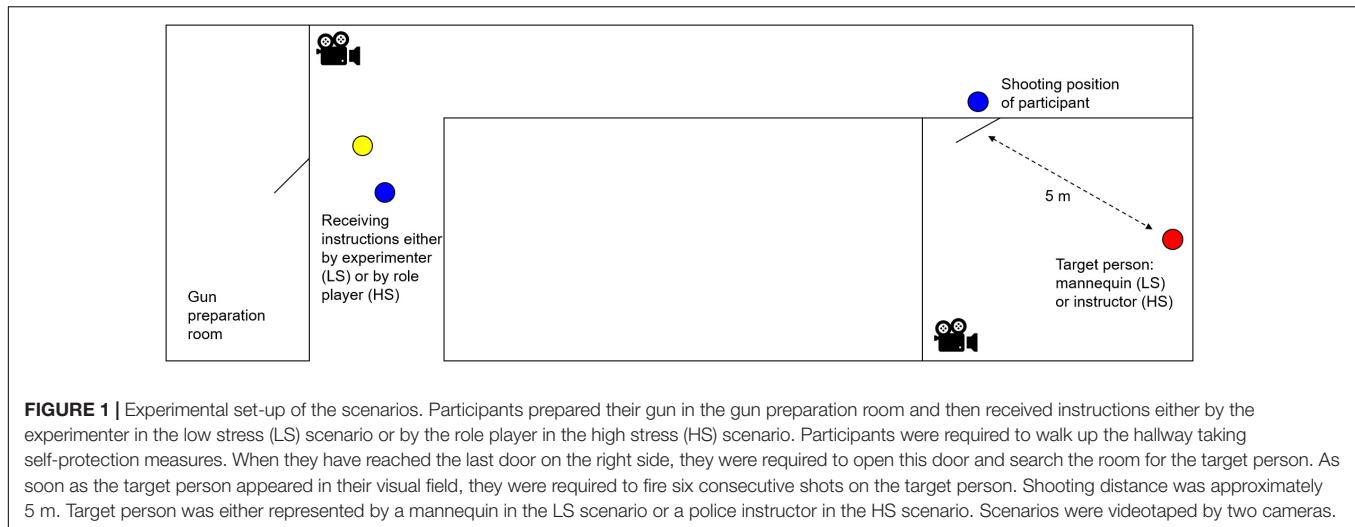 Shooting position
of participant
5 m
Receiving
instructions either
by experimenter
(LS) or by role
player (HS)
Target person:
mannequin (LS)
or instructor (HS)
Gun
preparation
room
FIGURE 1 | Experimental set-up of the scenarios. Participants prepared their gun in the gun preparation room and then received instructions either by the
experimenter in the low stress (LS) scenario or by the role player in the high stress (HS) scenario. Participants were required to walk up the hallway taking
self-protection measures. When they have reached the last door on the right side, they were required to open this door and search the room for the target person. As
soon as the target person appeared in their visual field, they were required to fire six consecutive shots on the target person. Shooting distance was approximately
5 m. Target person was either represented by a mannequin in the LS scenario or a police instructor in the HS scenario. Scenarios were videotaped by two cameras.